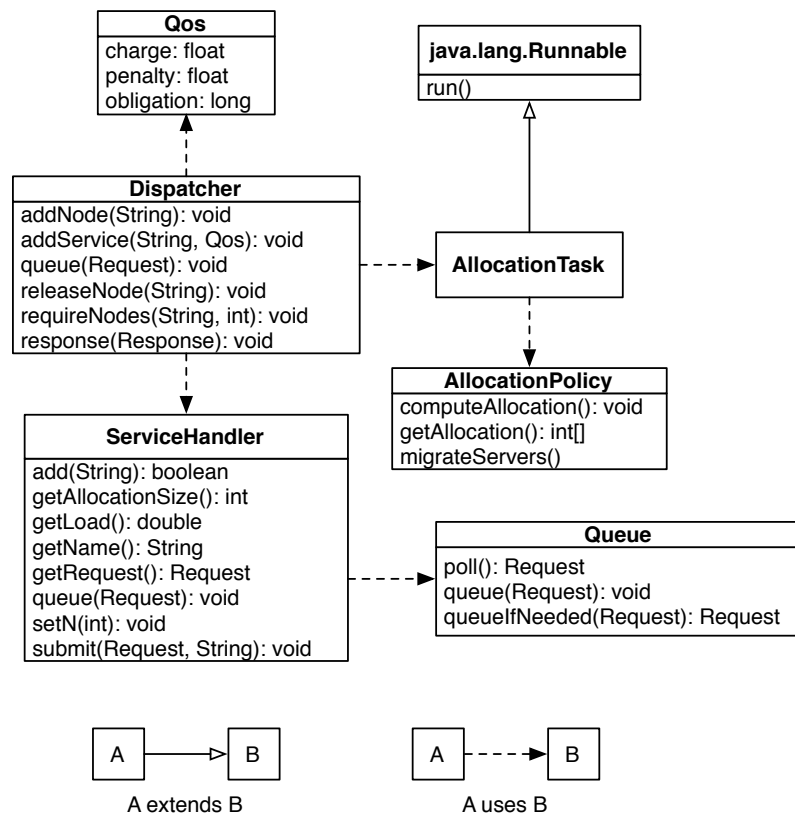 Qos
charge: float
penalty: float
obligation: long
java.lang.Runnable
run()
Dispatcher
addNode(String): void
addService(String, Qos): void
queue(Request): void
releaseNode(String): void
requireNodes(String, int): void
response(Response): void
AllocationTask
AllocationPolicy
computeAllocation(): void
getAllocation(): int[]
migrateServers()
ServiceHandler
add(String): boolean
getAllocationSize(): int
getLoad(): double
getName(): String
getRequest(): Request
queue(Request): void
setN(int): void
submit(Request, String): void
Queue
poll(): Request
queue(Request): void
queueIfNeeded(Request): Request
A
B
A extends B
A
B
A uses B